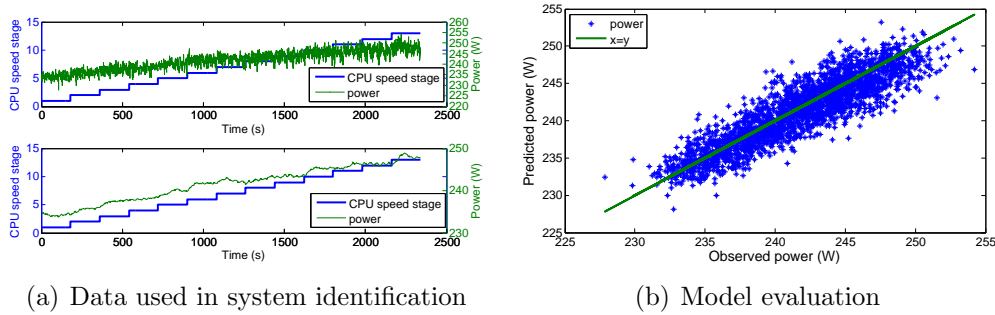 CPU speed stage
15
10
5
0
260
255
250
245
240
235
230
225
220
Power (W)
CPU speed stage
power
0
500
1000
1500
2000
2500
Time (s)
CPU speed stage
15
10
5
0
250
240
230
Power (W)
CPU speed stage
power
0
500
1000
1500
2000
2500
Time (s)
(a) Data used in system identification
Predicted power (W)
255
250
245
240
235
230
225
power
x=y
225
230
235
240
245
250
255
Observed power (W)
(b) Model evaluation